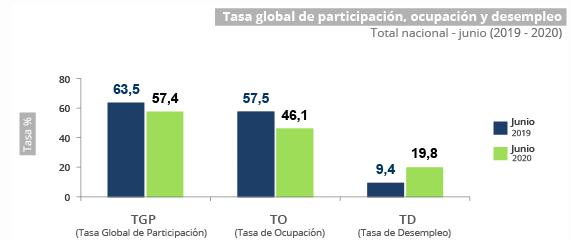 Tasa global de participación, ocupación y desempleo
Total nacional - junio (2019 - 2020)
Tasa %
80
60
40
20
0
63,5
57,4
57,5
46,1
9,4
19,8
Junio
2019
Junio
2020
TGP
(Tasa Global de Participación)
TO
(Tasa de Ocupación)
TD
(Tasa de Desempleo)